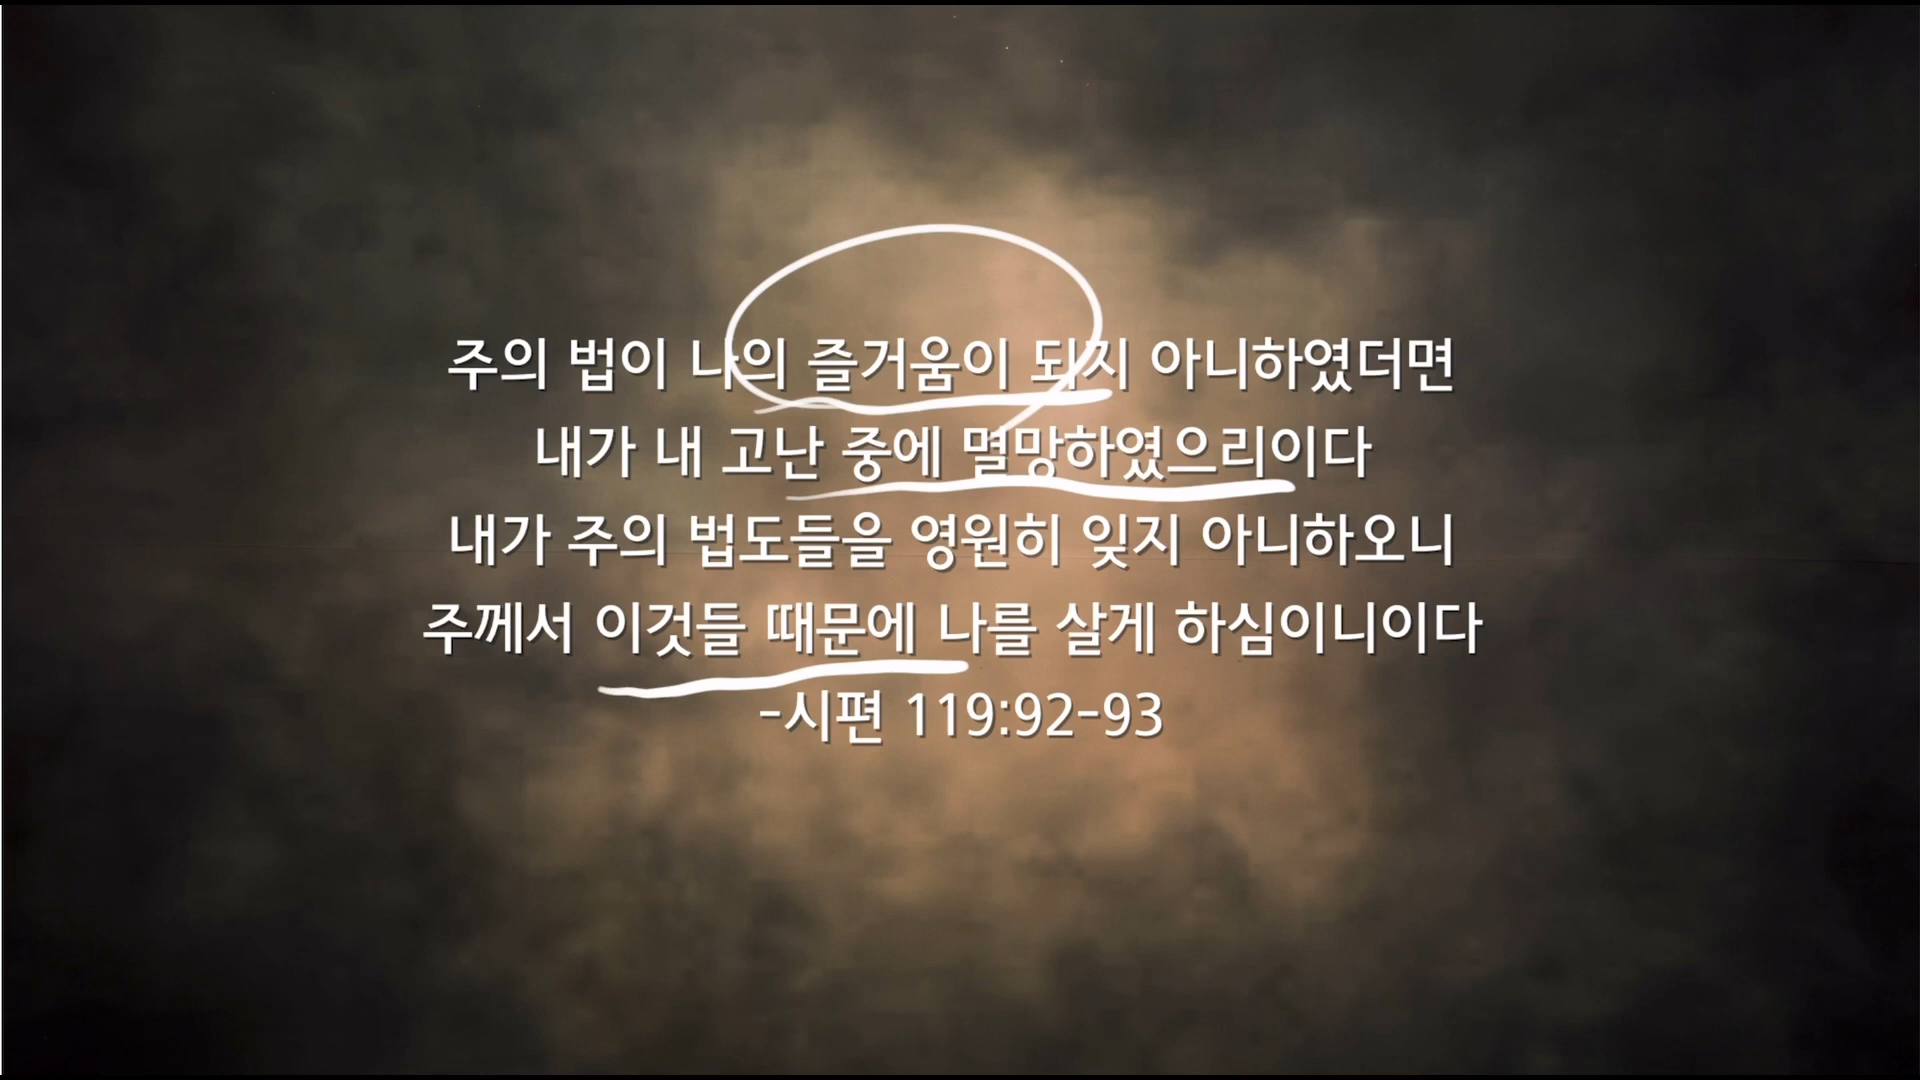 주의 법이 나의 즐거움이 되지 아니하였더면
내가 내 고난 중에 멸망하였으리이다
내가 주의 법도들을 영원히 잊지 아니하오니
주께서 이것들 때문에 나를 살게 하심이니이다
-시편 119:92-93